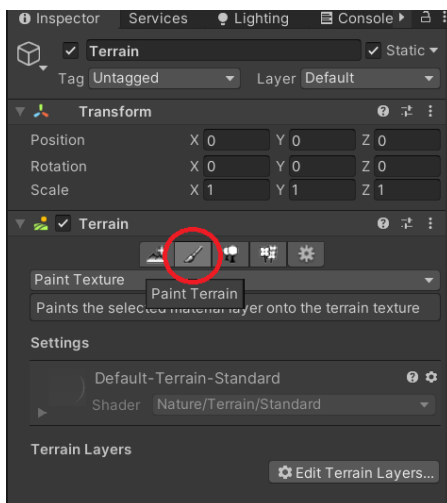 Inspector Services Lighting Console
Terrain Static
Tag Untagged Layer Default
Transform
Position X 0 Y 0 Z 0
Rotation X 0 Y 0 Z 0
Scale X 1 Y 1 Z 1
Terrain
Paint Texture
Paint Terrain
Paints the selected material layer onto the terrain texture
Settings
Default-Terrain-Standard
Shader Nature/Terrain/Standard
Terrain Layers
Edit Terrain Layers...